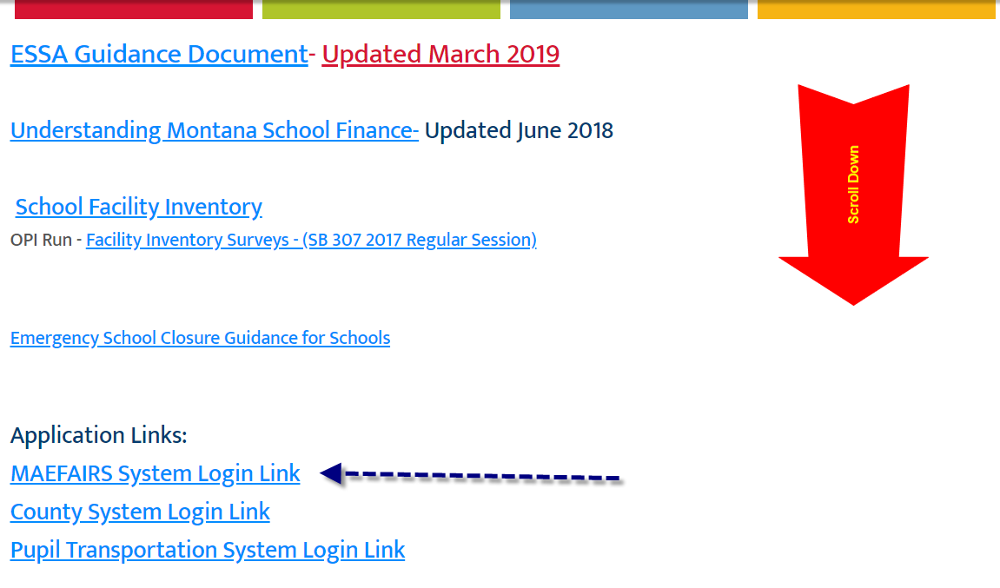 ESSA Guidance Document- Updated March 2019
Understanding Montana School Finance- Updated June 2018
School Facility Inventory
OPI Run - Facility Inventory Surveys - (SB 307 2017 Regular Session)
Scroll Down
Emergency School Closure Guidance for Schools
Application Links:
MAEFAIRS System Login Link
County System Login Link
Pupil Transportation System Login Link